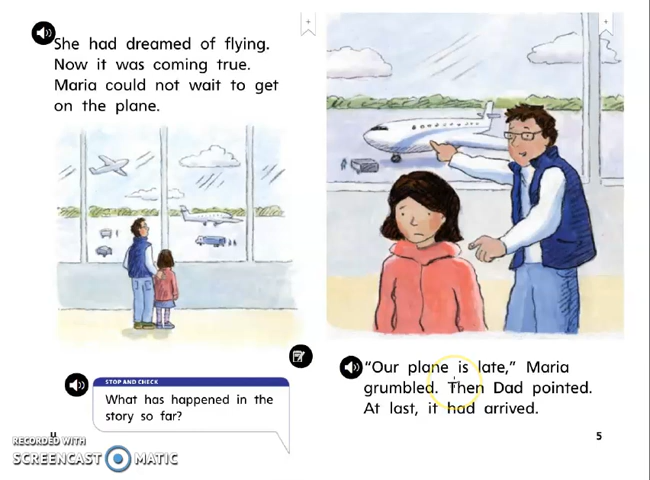 She had dreamed of flying.
Now it was coming true.
Maria could not wait to get
on the plane.
STOP AND CHECK
What has happened in the
story so far?
4
RECORDED WITH
SCREENCAST MATIC
"Our plane is late," Maria
grumbled. Then Dad pointed.
At last, it had arrived.
5